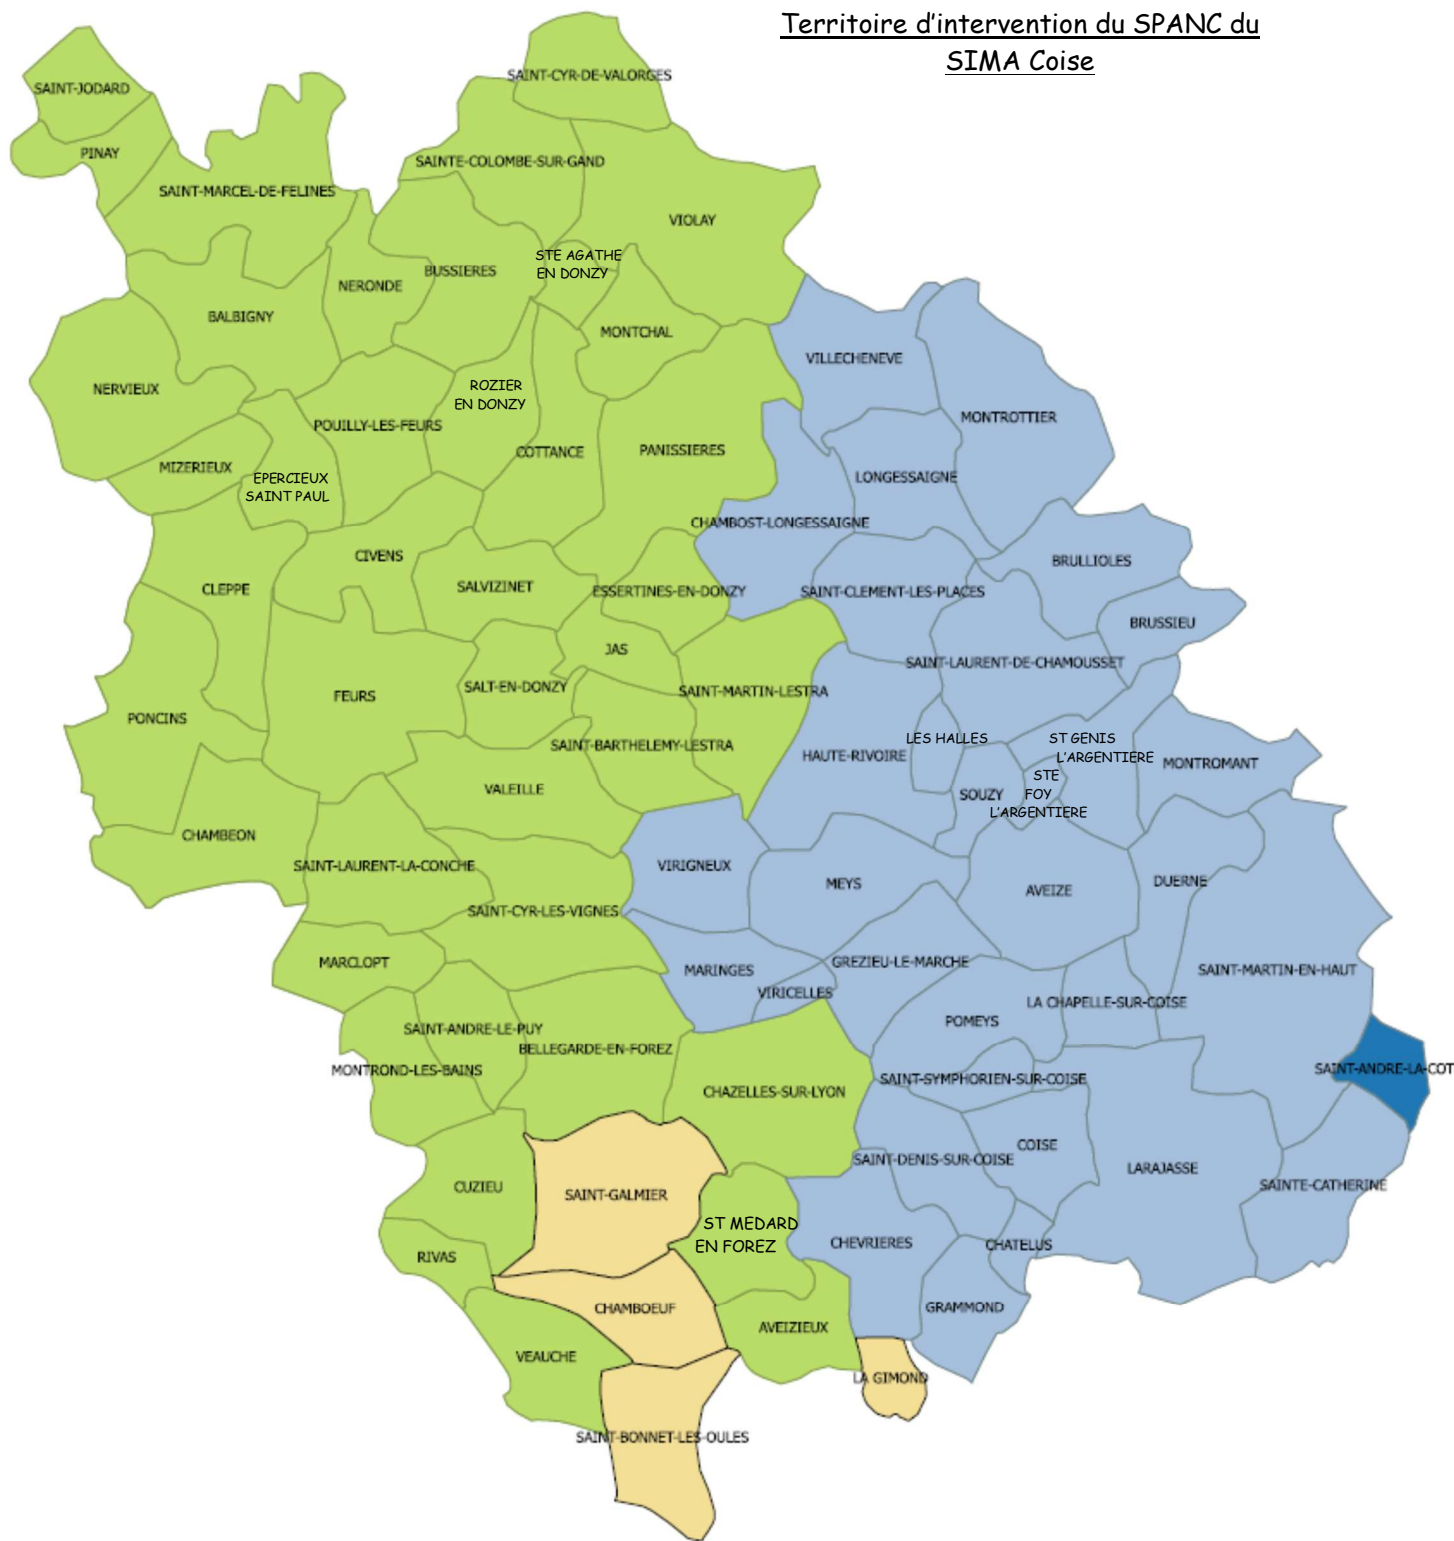 Territoire d'intervention du SPANC du
SIMA Coise
SAINT-CYR-DE-VALORGES
SAINT-JODARD
PINAY
SAINTE-COLOMBE-SUR-GAND
SAINT-MARCEL-DE-FELINES
VIOLAY
STE AGATHE
EN DONZY
BUSSIERES
NERONDE
BALBIGNY
MONTCHAL
VILLECHENEVE
NERVIEUX
ROZIER
EN DONZY
MONTROTTIER
POUILLY-LES-FEURS
COTTANCE
PANISSIERES
MIZERIEUX
EPERCIEUX
SAINT PAUL
LONGESSAIGNE
CHAMBOST-LONGESSAIGNE
CIVENS
BRULLIOLES
CLEPPE
SALVIZINET
ESSERTINES-EN-DONZY
SAINT-CLEMENT-LES-PLACES
BRUSSIEU
JAS
SAINT-LAURENT-DE-CHAMOUSSET
FEURS
SALT-EN-DONZY
SAINT-MARTIN-LESTRA
PONCINS
SAINT-BARTHELEMY-LESTRA
HAUTE-RIVOIRE
LES HALLES
ST GENIS
L'ARGENTIERE
MONTROMANT
VALEILLE
SOUZY
STE
FOY
L'ARGENTIERE
CHAMBEON
SAINT-LAURENT-LA-CONCHE
VIRIGNEUX
MEYS
AVEIZE
DUERNE
SAINT-CYR-LES-VIGNES
MARCLOPT
MARINGES
GREZIEU-LE-MARCHE
SAINT-MARTIN-EN-HAUT
VIRICELLES
LA CHAPELLE-SUR-COISE
SAINT-ANDRE-LE-PUY
POMEYS
BELLEGARDE-EN-FOREZ
MONTROND-LES-BAINS
SAINT-SYMPHORIEN-SUR-COISE
SAINT-ANDRE-LA-COT
CHAZELLES-SUR-LYON
COISE
SAINT-DENIS-SUR-COISE
LARAJASSE
CUZIEU
SAINT-GALMIER
SAINTE-CATHERINE
ST MEDARD
EN FOREZ
CHEVRIERES
CHATELUS
RIVAS
CHAMBOEUF
GRAMMOND
AVEIZIEUX
VEAUCHE
LA GIMOND
SAINT-BONNET-LES-OULES